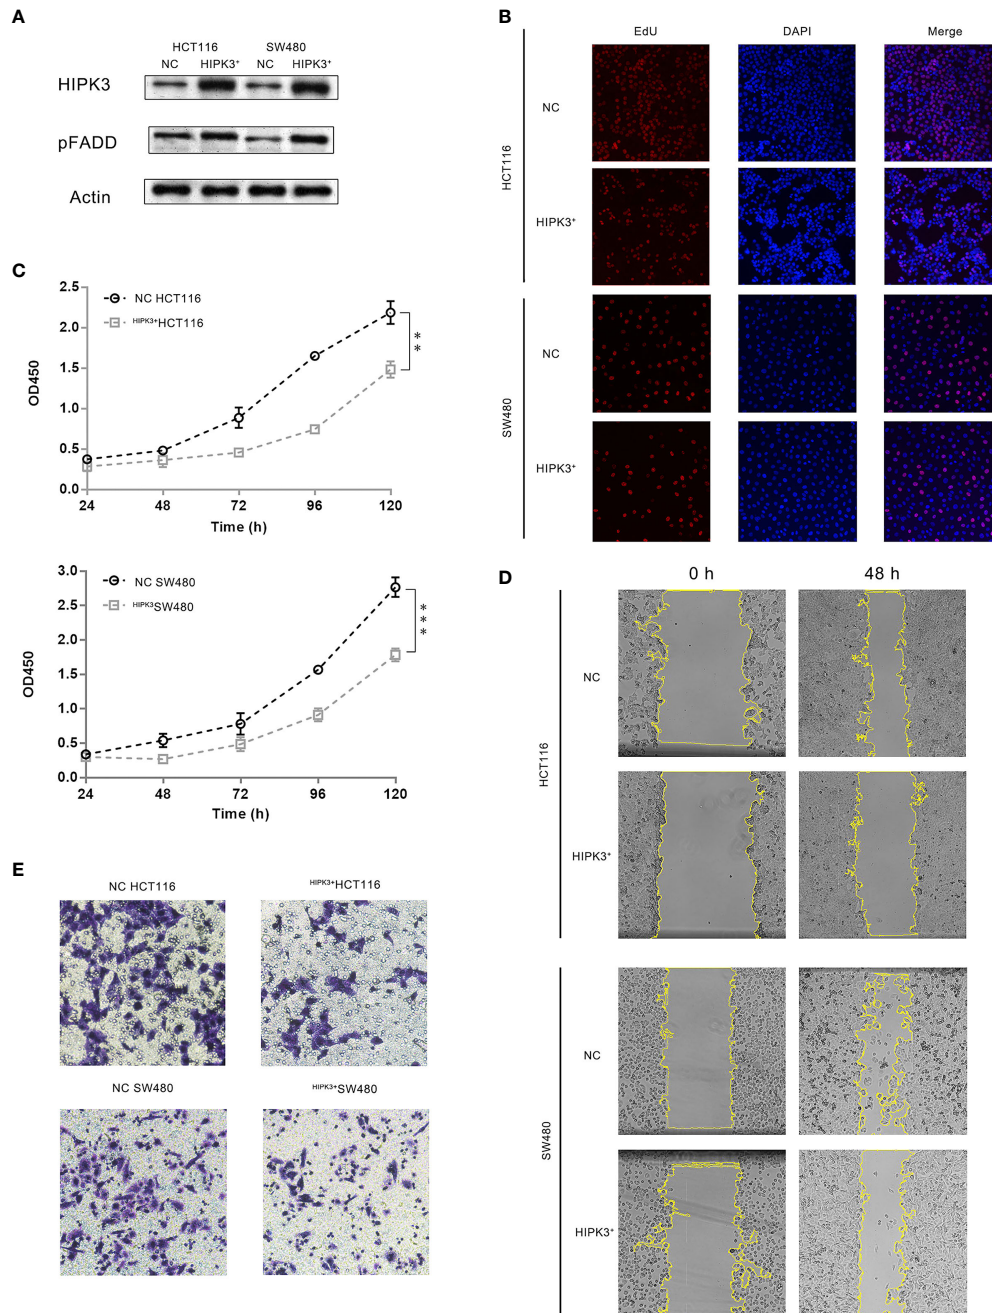 A
HCT116 SW480
NC HIPK3⁺ NC HIPK3⁺
HIPK3
pFADD
Actin
B
EdU DAPI Merge
HCT116
NC
HIPK3⁺
SW480
NC
HIPK3⁺
C
2.5
2.0
1.5
1.0
0.5
0.0
OD450
NC HCT116
HIPK3+HCT116
**
24 48 72 96 120
Time (h)
3.0
2.5
2.0
1.5
1.0
0.5
0.0
OD450
NC SW480
HIPK3SW480
***
24 48 72 96 120
Time (h)
D
0 h 48 h
HCT116
NC
HIPK3⁺
SW480
NC
HIPK3⁺
E
NC HCT116 HIPK3+HCT116
NC SW480 HIPK3+SW480